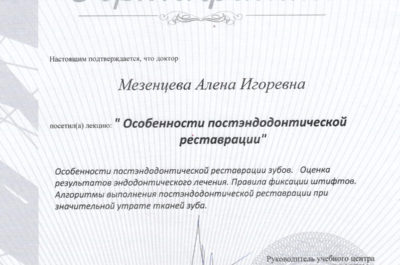 Настоящим подтверждается, что доктор
Мезенцева Алена Игоревна
посетил(а) лекцию: " Особенности постэндодонтической
реставрации"
Особенности постэндодонтической реставрации зубов. Оценка
результатов эндодонтического лечения. Правила фиксации штифтов.
Алгоритмы выполнения постэндодонтической реставрации при
значительной утрате тканей зуба.
Руководитель учебного центра